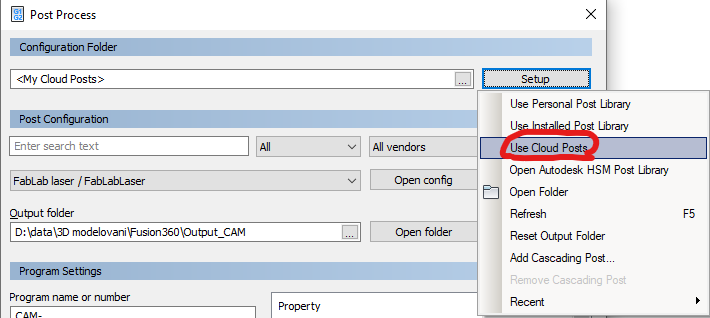 G1
G2
Post Process
Configuration Folder
<My Cloud Posts>
...
Setup
Use Personal Post Library
Use Installed Post Library
Use Cloud Posts
Open Autodesk HSM Post Library
Open Folder
Refresh F5
Reset Output Folder
Add Cascading Post...
Remove Cascading Post
Recent
Post Configuration
Enter search text
All
All vendors
FabLab laser / FabLabLaser
Open config
Output folder
D:\data\3D modelovani\Fusion360\Output_CAM
...
Open folder
Program Settings
Program name or number
Property
CAM-